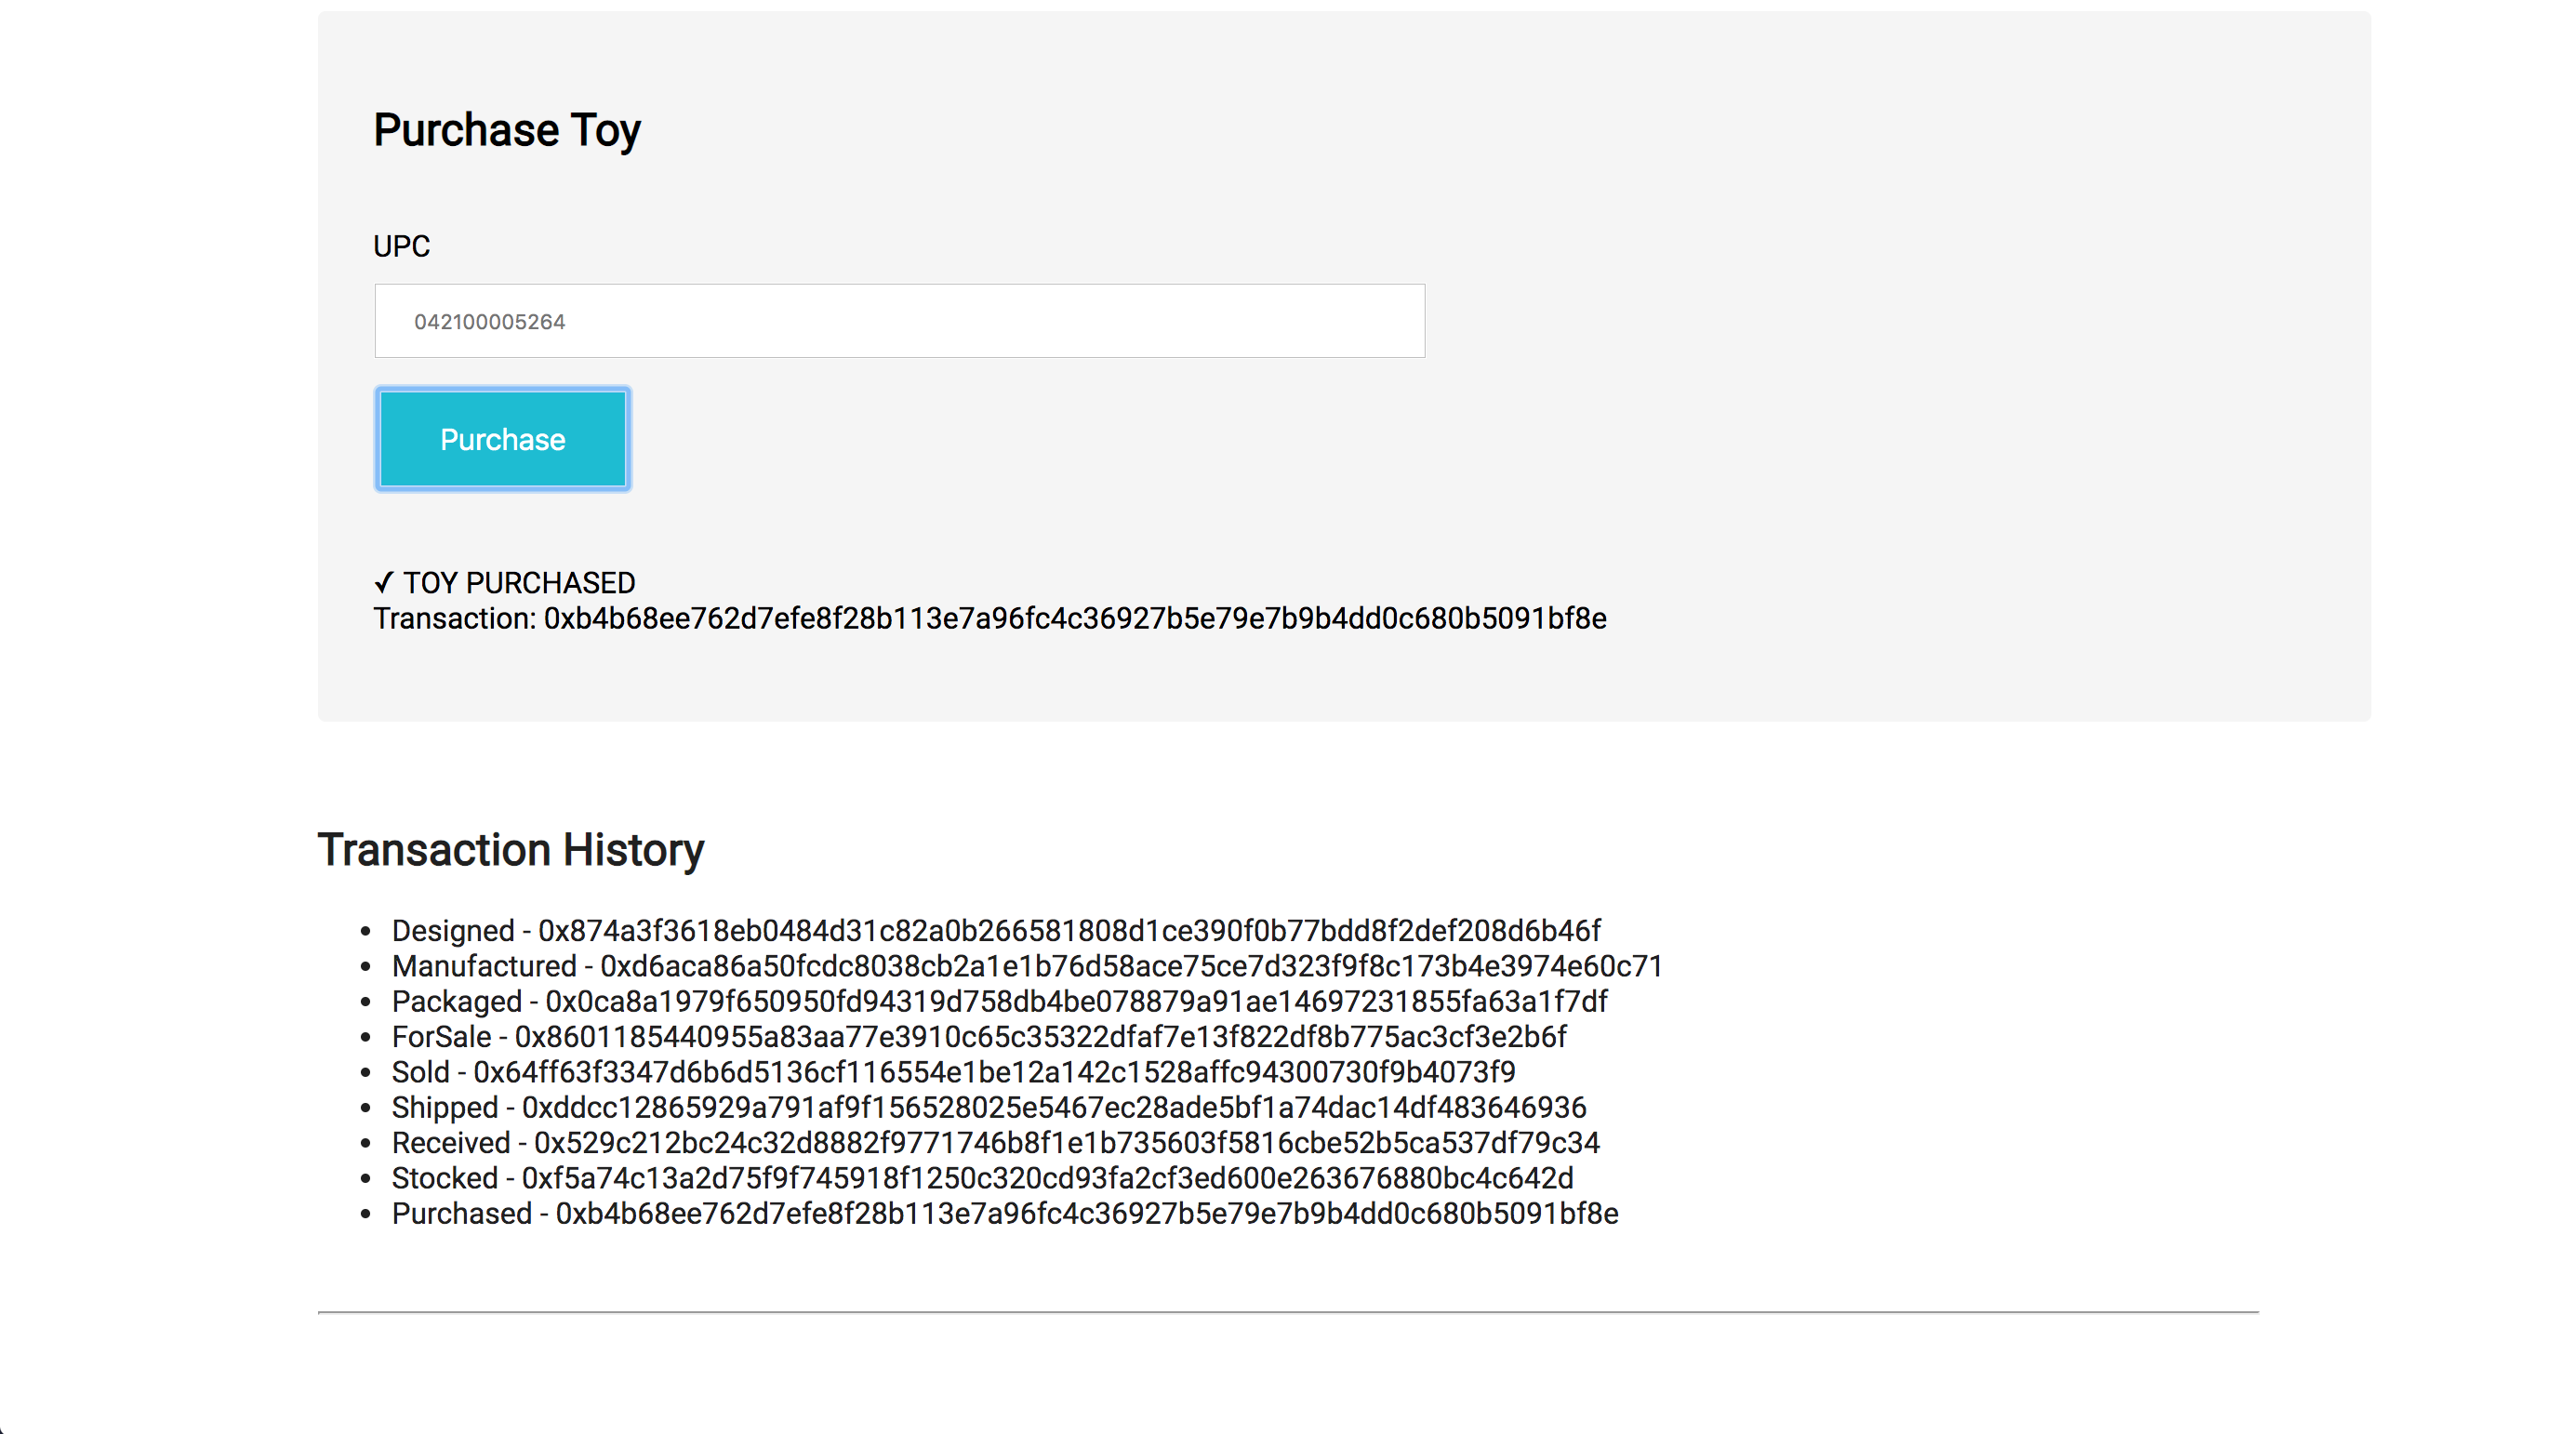 Purchase Toy
UPC
042100005264
Purchase
✓ TOY PURCHASED
Transaction: 0xb4b68ee762d7efe8f28b113e7a96fc4c36927b5e79e7b9b4dd0c680b5091bf8e
Transaction History
• Designed - 0x874a3f3618eb0484d31c82a0b266581808d1ce390f0b77bdd8f2def208d6b46f
• Manufactured - 0xd6aca86a50fcdc8038cb2a1e1b76d58ace75ce7d323f9f8c173b4e3974e60c71
• Packaged - 0x0ca8a1979f650950fd94319d758db4be078879a91ae14697231855fa63a1f7df
• ForSale - 0x8601185440955a83aa77e3910c65c35322dfaf7e13f822df8b775ac3cf3e2b6f
• Sold - 0x64ff63f3347d6b6d5136cf116554e1be12a142c1528affc94300730f9b4073f9
• Shipped - 0xddcc12865929a791af9f156528025e5467ec28ade5bf1a74dac14df483646936
• Received - 0x529c212bc24c32d8882f9771746b8f1e1b735603f5816cbe52b5ca537df79c34
• Stocked - 0xf5a74c13a2d75f9f745918f1250c320cd93fa2cf3ed600e263676880bc4c642d
• Purchased - 0xb4b68ee762d7efe8f28b113e7a96fc4c36927b5e79e7b9b4dd0c680b5091bf8e